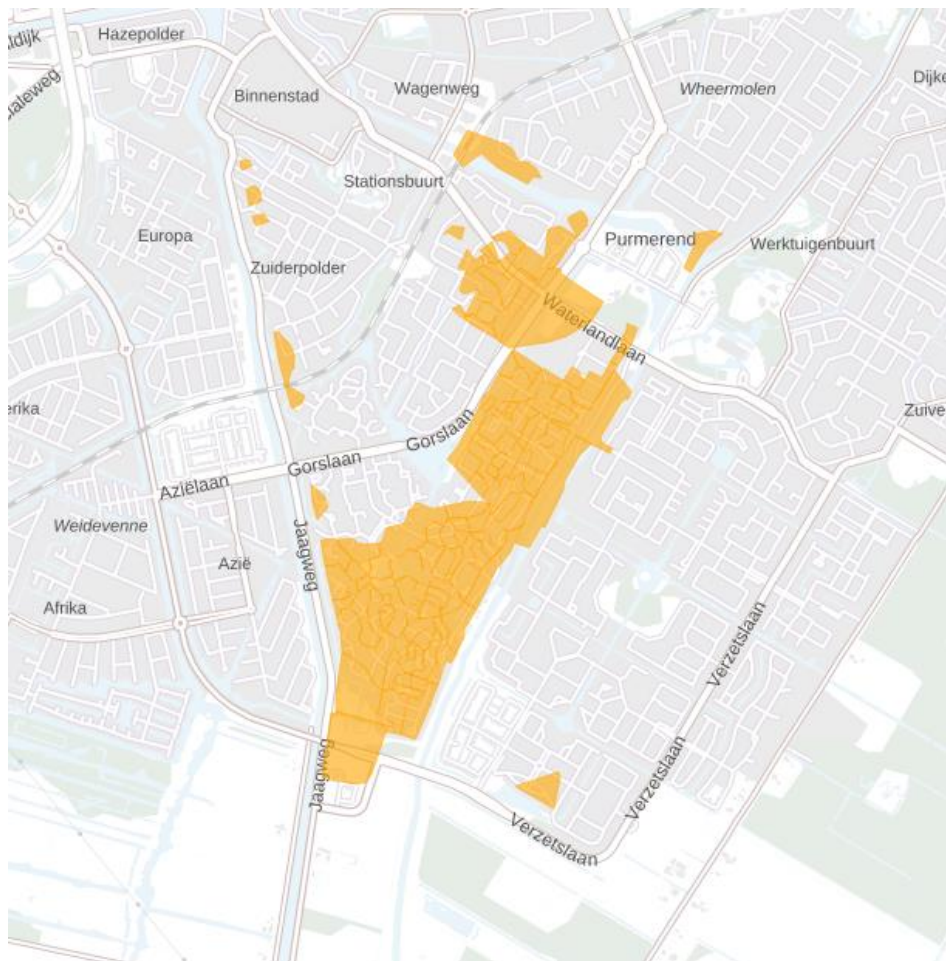 Hazepolder
Binnenstad
Wagenweg
Wheermolen
Stationsbuurt
Europa
Purmerend
Werktuigenbuurt
Zuiderpolder
Waterlandlaan
Gorslaan
Gorslaan
Aziëlaan
Weidevenne
Jaagweg
Azië
Afrika
Verzetslaan
Jaagweg
Verzetslaan
Verzetslaan